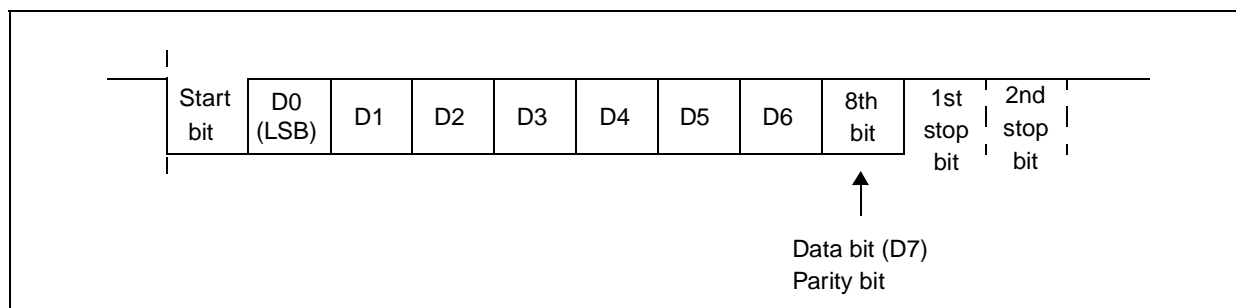 Start
bit
D0
(LSB)
D1
D2
D3
D4
D5
D6
8th
bit
1st
stop
bit
2nd
stop
bit
Data bit (D7)
Parity bit